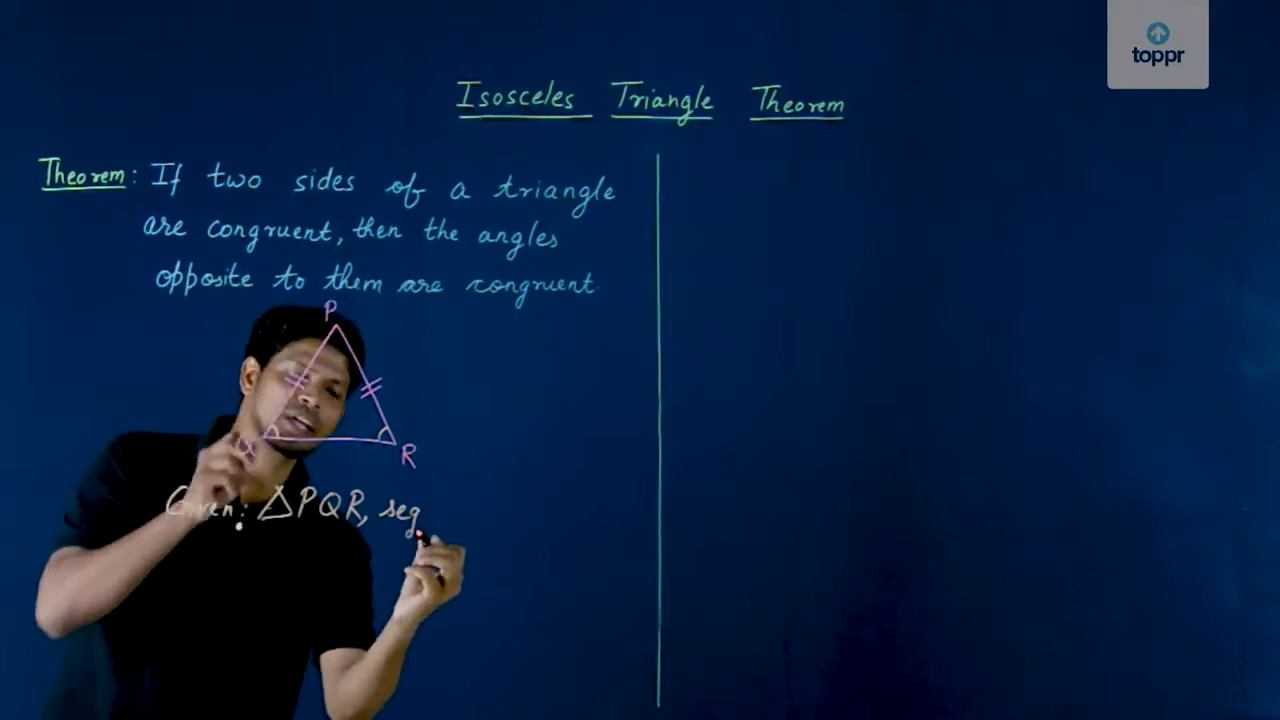 toppr
Isosceles Triangle Theorem
Theorem: If two sides of a triangle
are congruent, then the angles
opposite to them are congruent.
P
Q
R
Given: △PQR, seg